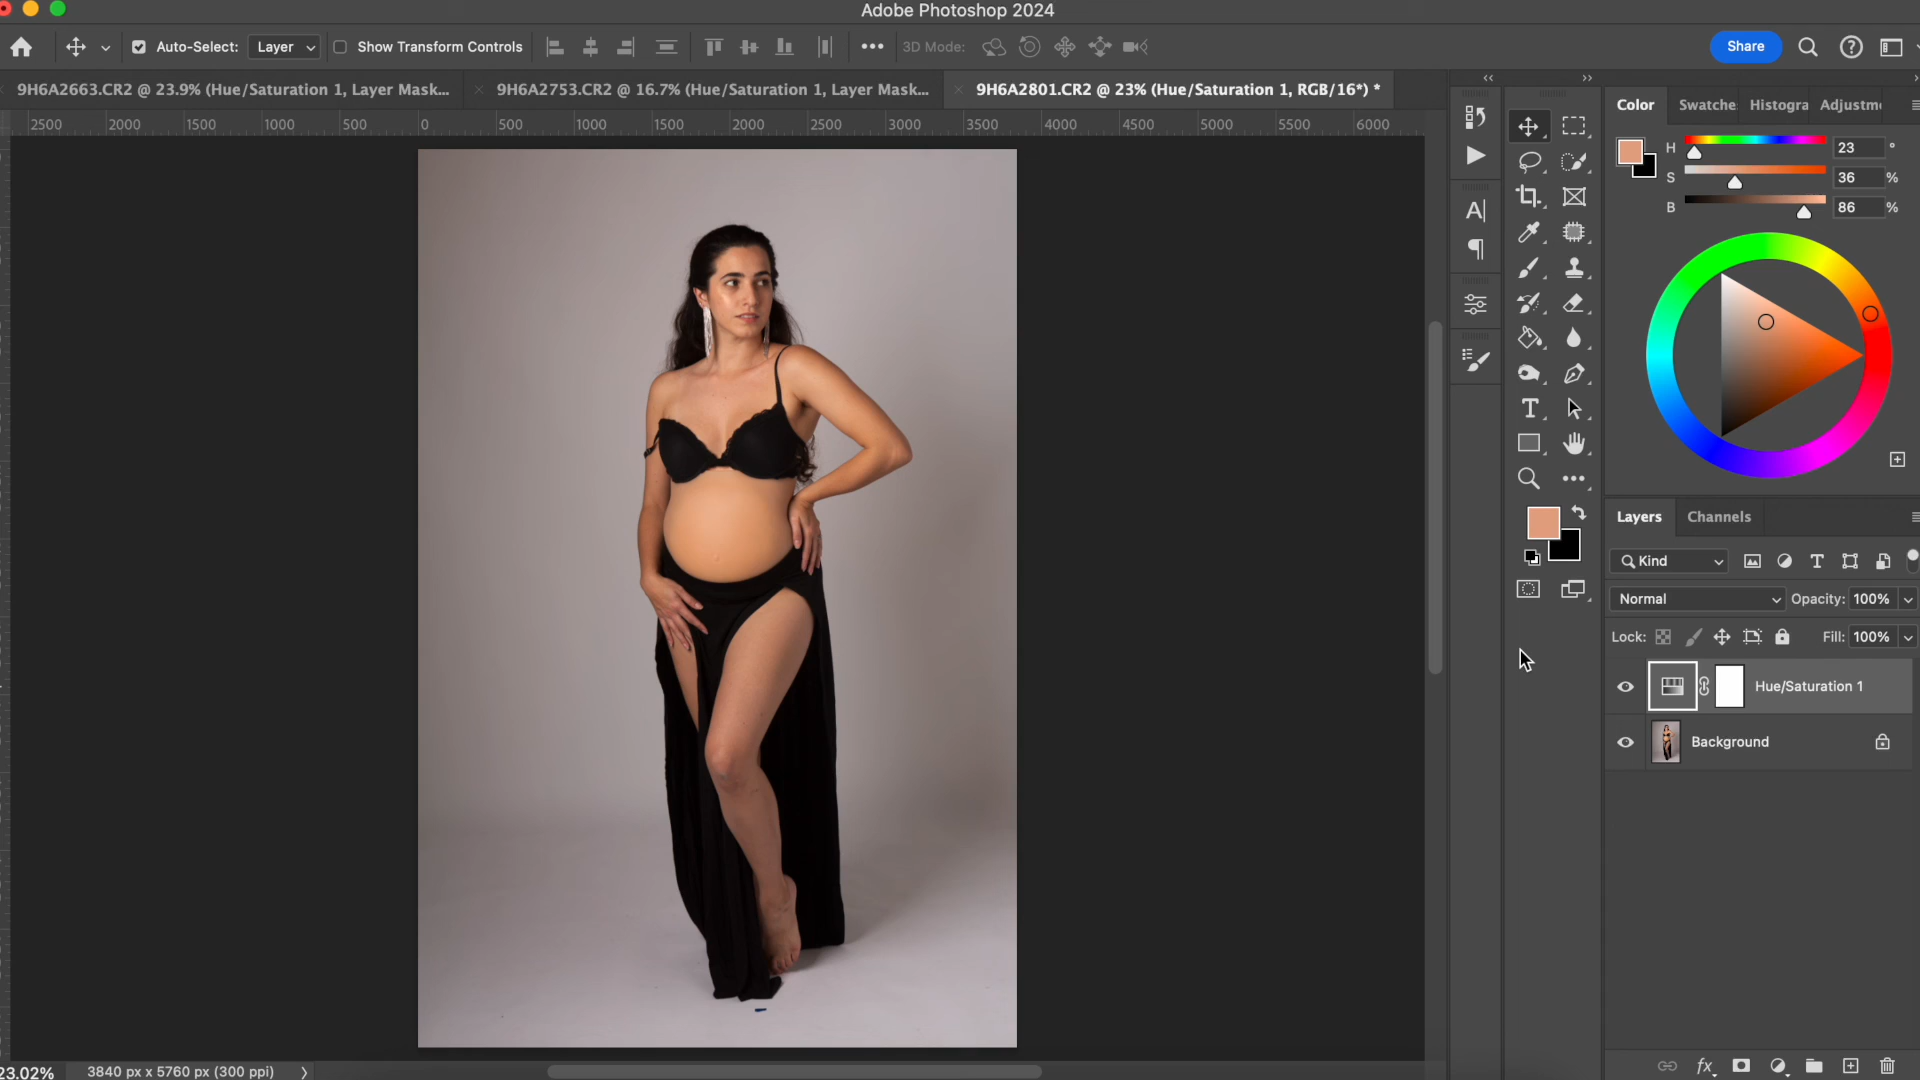 Adobe Photoshop 2024
Auto-Select: Layer Show Transform Controls 3D Mode: Share
9H6A2663.CR2 @ 23.9% (Hue/Saturation 1, Layer Mask... 9H6A2753.CR2 @ 16.7% (Hue/Saturation 1, Layer Mask... 9H6A2801.CR2 @ 23% (Hue/Saturation 1, RGB/16*) *
2500 2000 1500 1000 500 0 500 1000 1500 2000 2500 3000 3500 4000 4500 5000 5500 6000
Color Swatche Histogra Adjustm
H 23 °
S 36 %
B 86 %
Layers Channels
Kind
Normal Opacity: 100%
Lock: Fill: 100%
Hue/Saturation 1
Background
23.02% 3840 px x 5760 px (300 ppi)